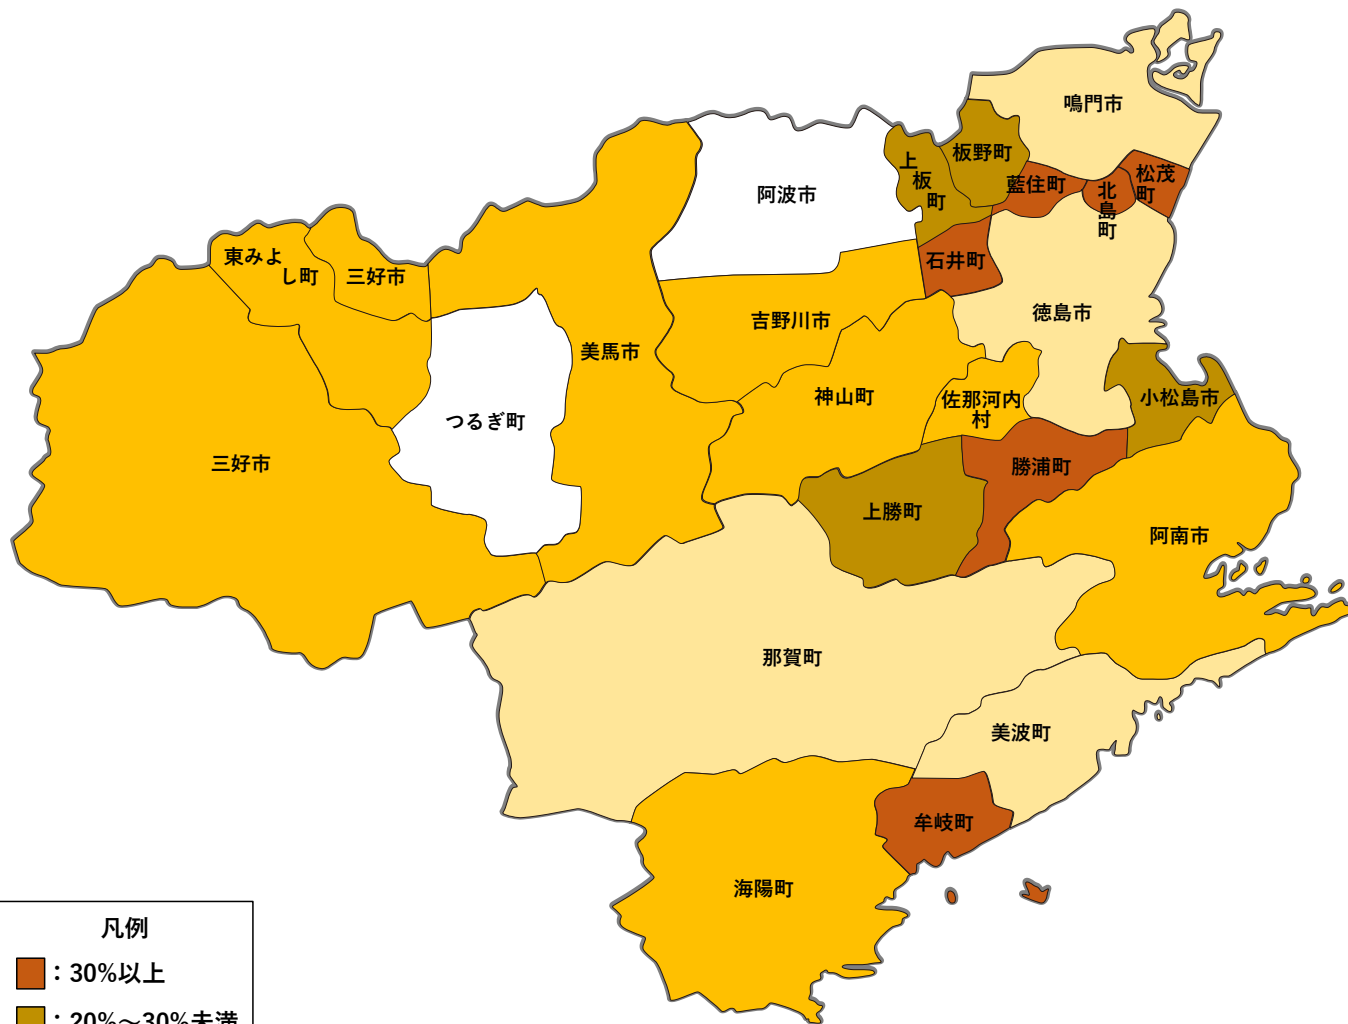 鳴門市
板野町
上
板
町
藍住町
松茂
町
北
島
町
阿波市
石井町
東みよ
し町
三好市
徳島市
吉野川市
美馬市
神山町
佐那河内
村
小松島市
つるぎ町
三好市
勝浦町
上勝町
阿南市
那賀町
美波町
牟岐町
海陽町
凡例
：30%以上
：20%～30%未満